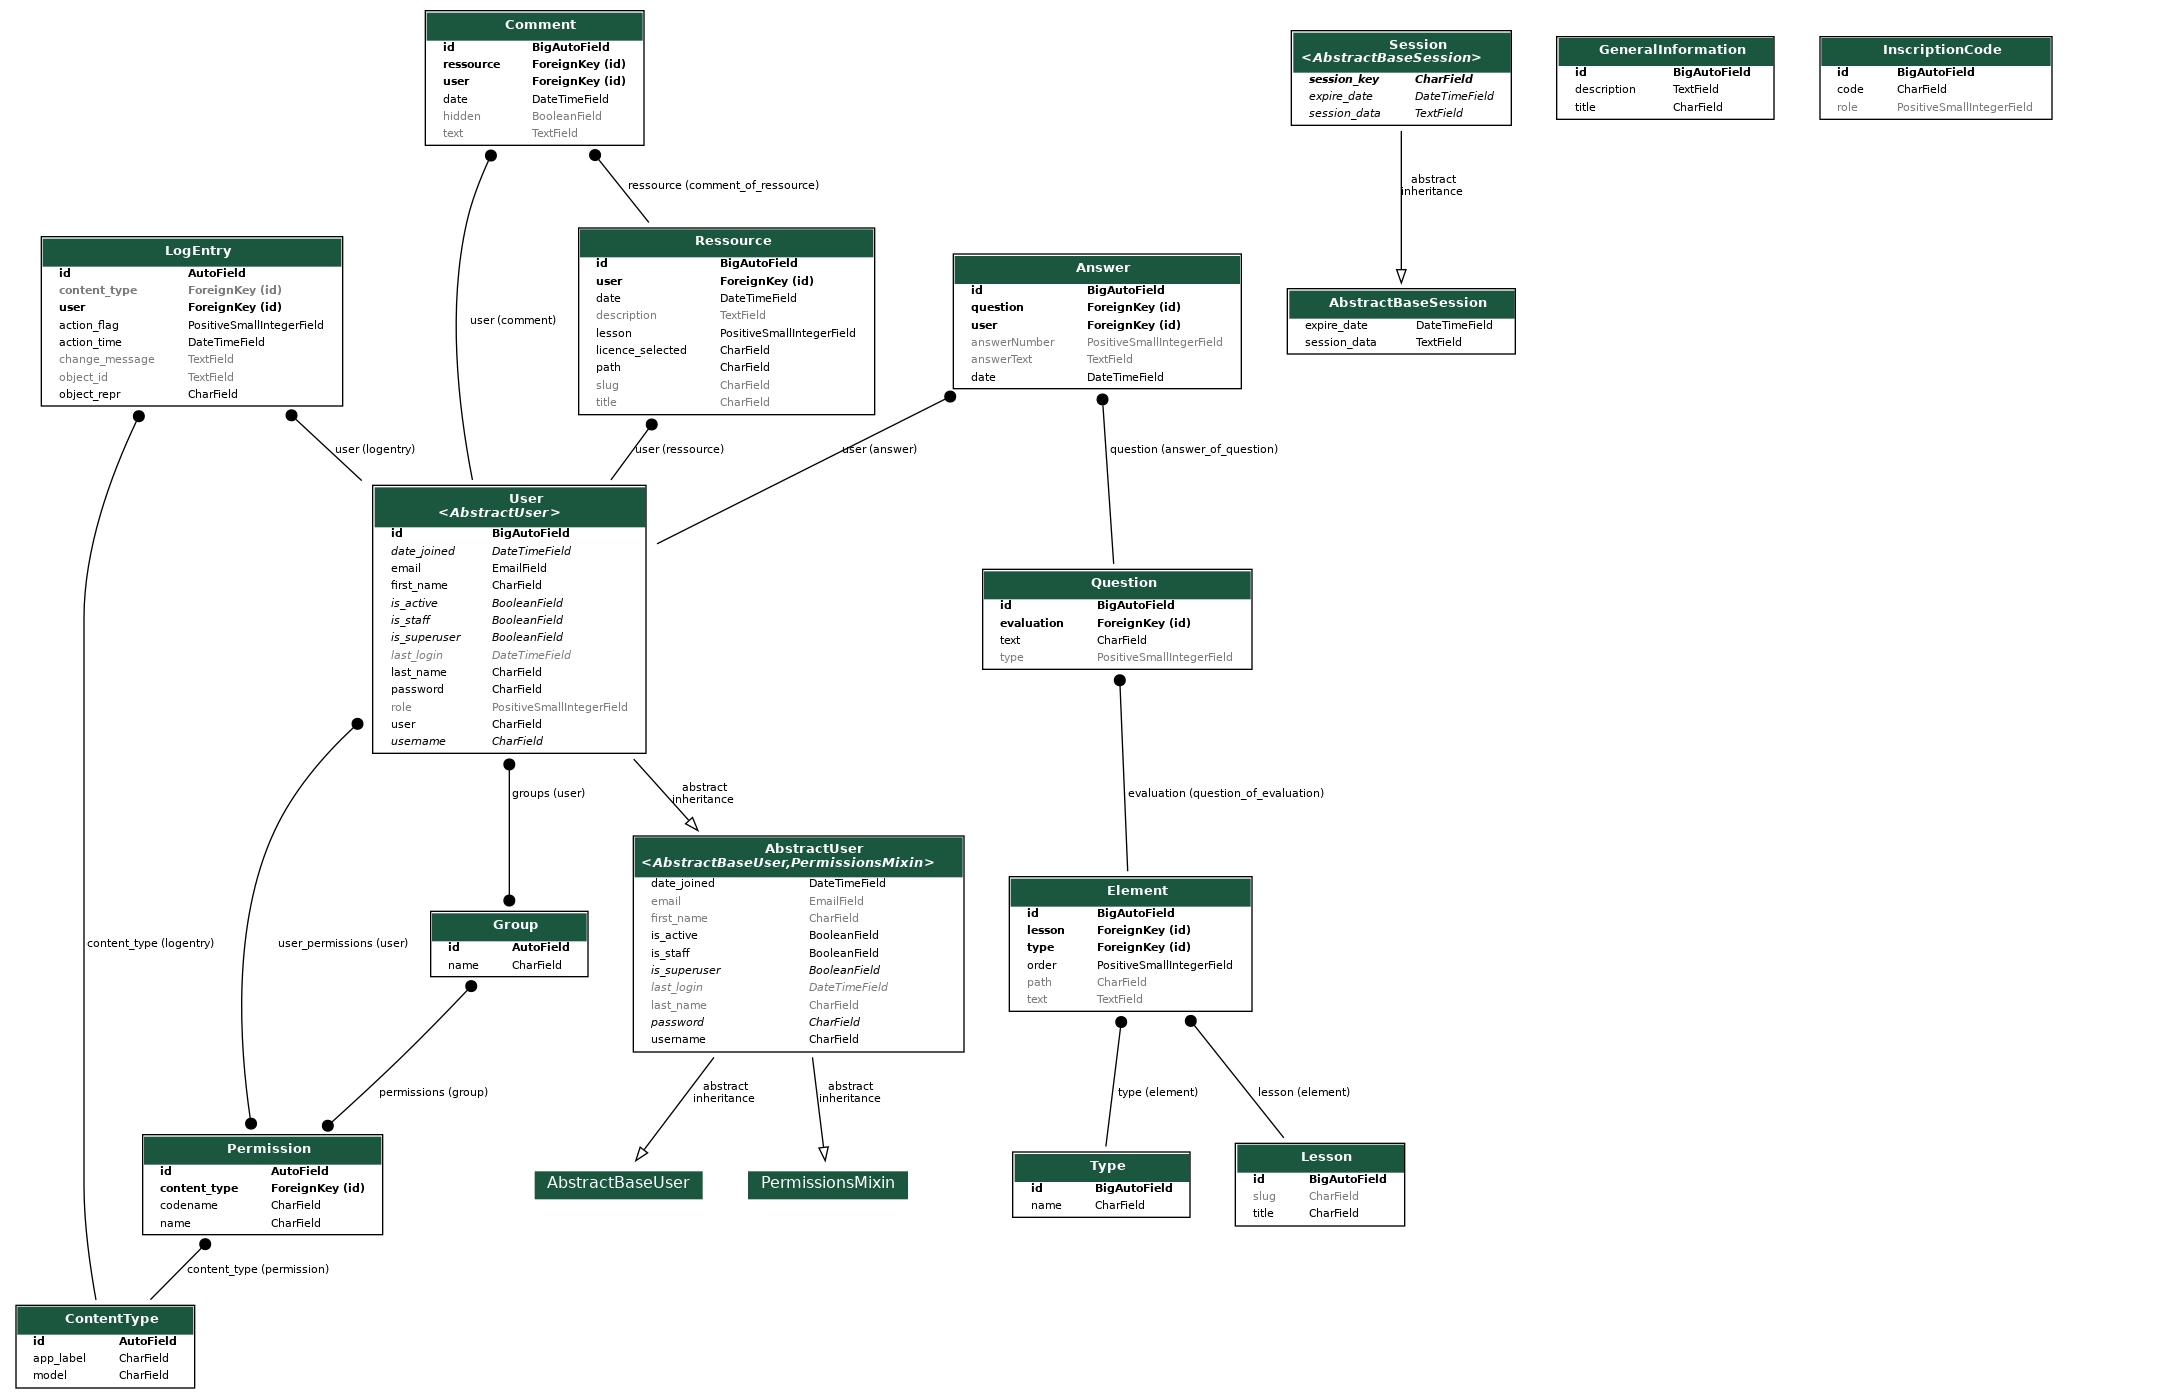 Comment
id BigAutoField
ressource ForeignKey (id)
user ForeignKey (id)
date DateTimeField
hidden BooleanField
text TextField
Session
<AbstractBaseSession>
session_key CharField
expire_date DateTimeField
session_data TextField
GeneralInformation
id BigAutoField
description TextField
title CharField
InscriptionCode
id BigAutoField
code CharField
role PositiveSmallIntegerField
ressource (comment_of_ressource)
abstract
inheritance
LogEntry
id AutoField
content_type ForeignKey (id)
user ForeignKey (id)
action_flag PositiveSmallIntegerField
action_time DateTimeField
change_message TextField
object_id TextField
object_repr CharField
user (comment)
Ressource
id BigAutoField
user ForeignKey (id)
date DateTimeField
description TextField
lesson PositiveSmallIntegerField
licence_selected CharField
path CharField
slug CharField
title CharField
Answer
id BigAutoField
question ForeignKey (id)
user ForeignKey (id)
answerNumber PositiveSmallIntegerField
answerText TextField
date DateTimeField
AbstractBaseSession
expire_date DateTimeField
session_data TextField
user (logentry)
user (ressource)
user (answer)
question (answer_of_question)
User
<AbstractUser>
id BigAutoField
date_joined DateTimeField
email EmailField
first_name CharField
is_active BooleanField
is_staff BooleanField
is_superuser BooleanField
last_login DateTimeField
last_name CharField
password CharField
role PositiveSmallIntegerField
user CharField
username CharField
Question
id BigAutoField
evaluation ForeignKey (id)
text CharField
type PositiveSmallIntegerField
groups (user)
abstract
inheritance
evaluation (question_of_evaluation)
content_type (logentry)
user_permissions (user)
Group
id AutoField
name CharField
AbstractUser
<AbstractBaseUser,PermissionsMixin>
date_joined DateTimeField
email EmailField
first_name CharField
is_active BooleanField
is_staff BooleanField
is_superuser BooleanField
last_login DateTimeField
last_name CharField
password CharField
username CharField
Element
id BigAutoField
lesson ForeignKey (id)
type ForeignKey (id)
order PositiveSmallIntegerField
path CharField
text TextField
permissions (group)
abstract
inheritance
abstract
inheritance
type (element)
lesson (element)
Permission
id AutoField
content_type ForeignKey (id)
codename CharField
name CharField
AbstractBaseUser
PermissionsMixin
Type
id BigAutoField
name CharField
Lesson
id BigAutoField
slug CharField
title CharField
content_type (permission)
ContentType
id AutoField
app_label CharField
model CharField